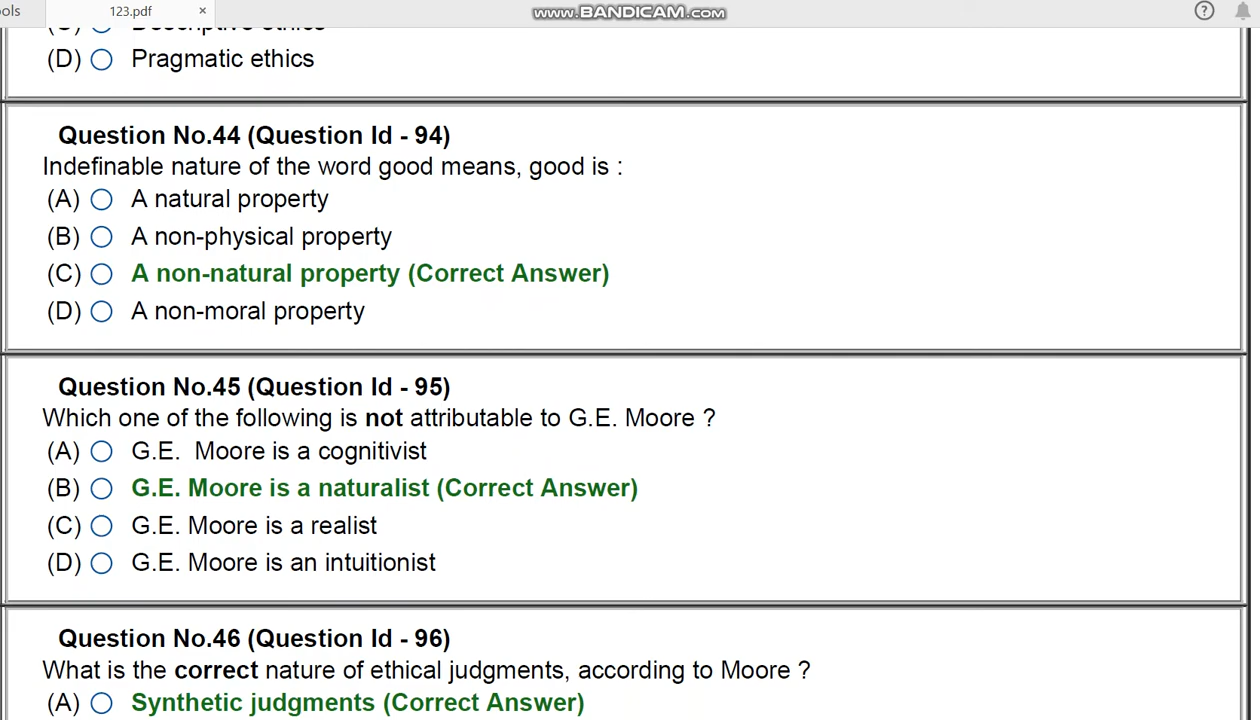 ols
123.pdf
×
www.BANDICAM.com
?
(C) Descriptive ethics
(D) Pragmatic ethics
Question No.44 (Question Id - 94)
Indefinable nature of the word good means, good is :
(A) A natural property
(B) A non-physical property
(C) A non-natural property (Correct Answer)
(D) A non-moral property
Question No.45 (Question Id - 95)
Which one of the following is not attributable to G.E. Moore ?
(A) G.E. Moore is a cognitivist
(B) G.E. Moore is a naturalist (Correct Answer)
(C) G.E. Moore is a realist
(D) G.E. Moore is an intuitionist
Question No.46 (Question Id - 96)
What is the correct nature of ethical judgments, according to Moore ?
(A) Synthetic judgments (Correct Answer)